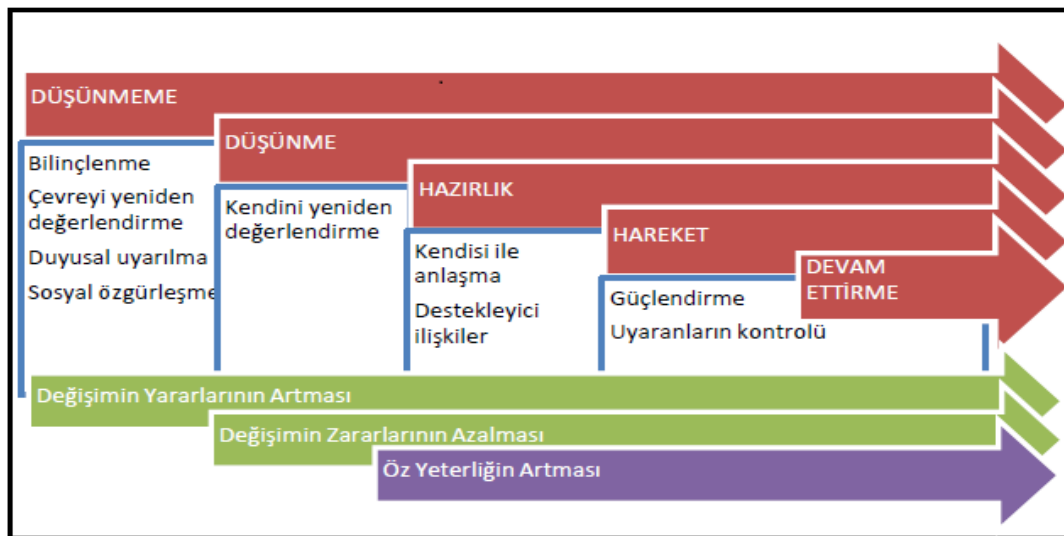 DÜŞÜNMEME
Bilinçlenme
Çevreyi yeniden
değerlendirme
Duyusal uyarılma
Sosyal özgürleşme
DÜŞÜNME
Kendini yeniden
değerlendirme
HAZIRLIK
Kendisi ile
anlaşma
Destekleyici
ilişkiler
HAREKET
Güçlendirme
Uyaranların kontrolü
DEVAM
ETTİRME
Değişimin Yararlarının Artması
Değişimin Zararlarının Azalması
Öz Yeterliğin Artması